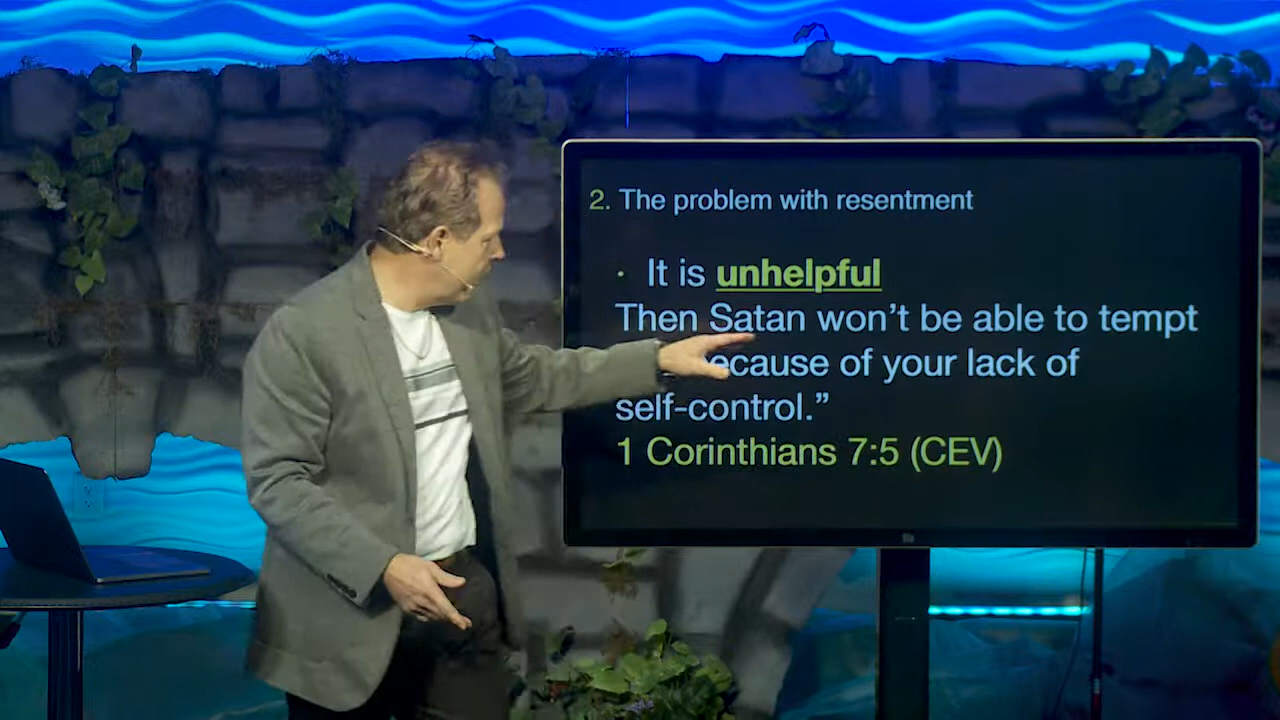 2. The problem with resentment
· It is unhelpful
Then Satan won't be able to tempt
ecause of your lack of
self-control.”
1 Corinthians 7:5 (CEV)